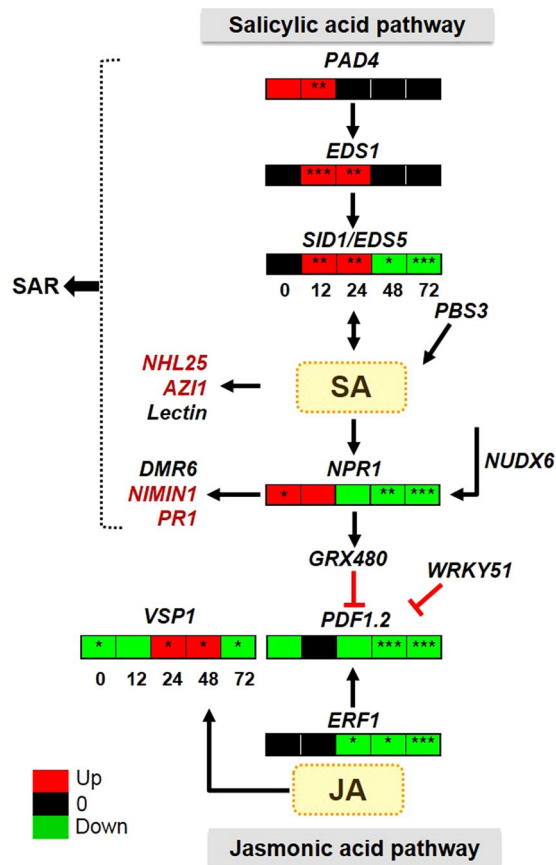 Salicylic acid pathway
PAD4
**
EDS1
*** **
SID1/EDS5
** ** * ***
0 12 24 48 72
SAR
PBS3
NHL25
AZI1
Lectin
SA
DMR6
NIMIN1
PR1
NPR1
* ** ***
NUDX6
GRX480
WRKY51
VSP1
* * * *
0 12 24 48 72
PDF1.2
*** ***
ERF1
* * ***
JA
Up
0
Down
Jasmonic acid pathway